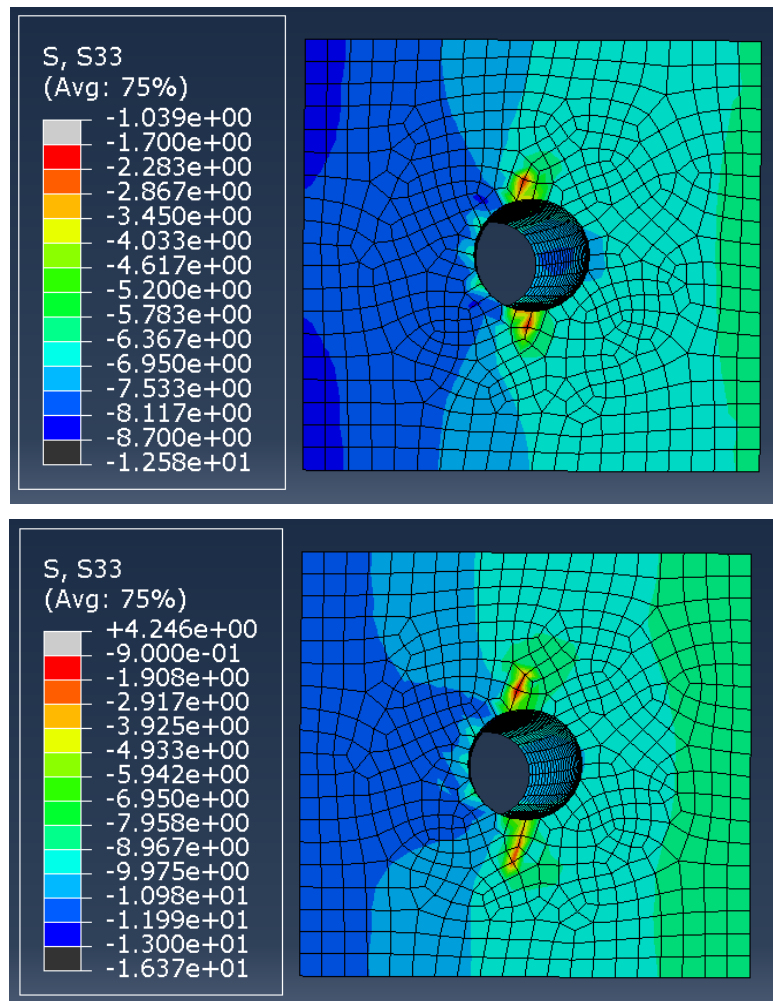 S, S33
(Avg: 75%)
-1.039e+00
-1.700e+00
-2.283e+00
-2.867e+00
-3.450e+00
-4.033e+00
-4.617e+00
-5.200e+00
-5.783e+00
-6.367e+00
-6.950e+00
-7.533e+00
-8.117e+00
-8.700e+00
-1.258e+01
S, S33
(Avg: 75%)
+4.246e+00
-9.000e-01
-1.908e+00
-2.917e+00
-3.925e+00
-4.933e+00
-5.942e+00
-6.950e+00
-7.958e+00
-8.967e+00
-9.975e+00
-1.098e+01
-1.199e+01
-1.300e+01
-1.637e+01